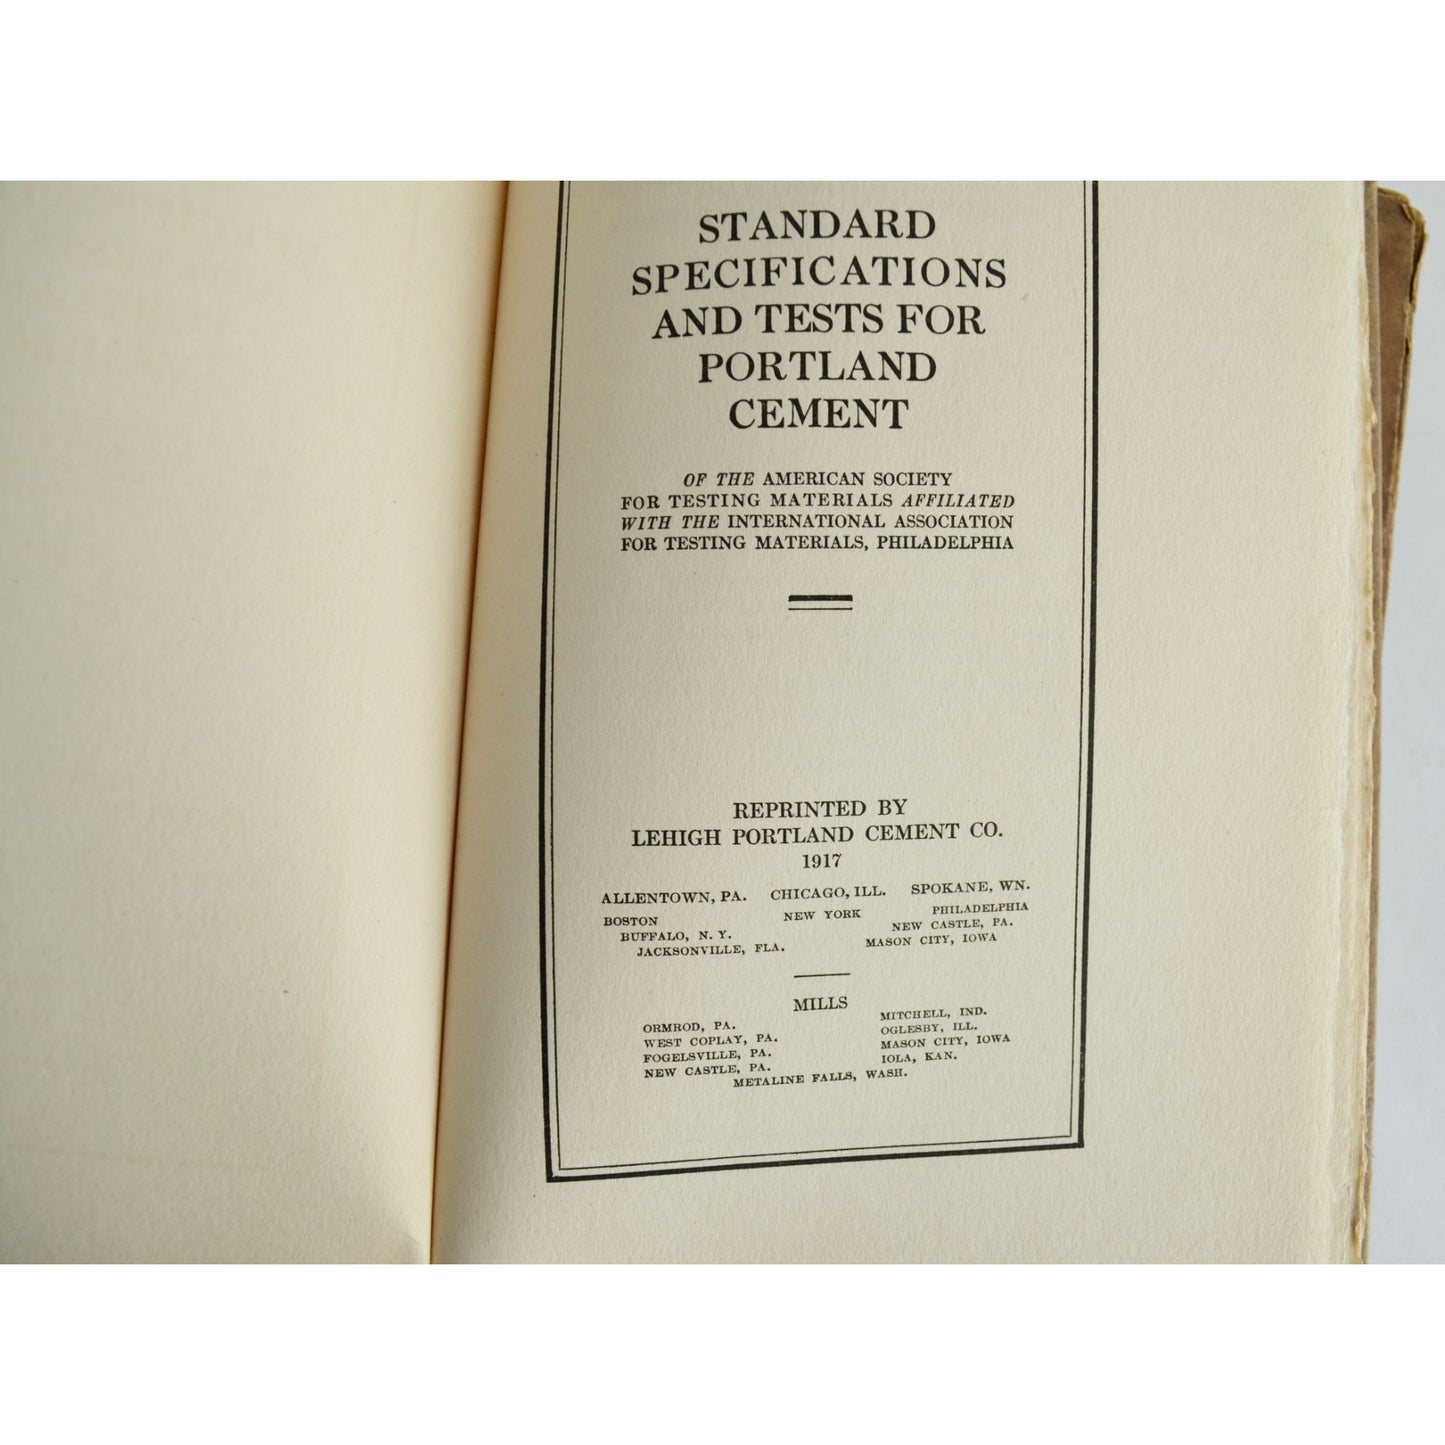 STANDARD
SPECIFICATIONS
AND TESTS FOR
PORTLAND
CEMENT
OF THE AMERICAN SOCIETY
FOR TESTING MATERIALS AFFILIATED
WITH THE INTERNATIONAL ASSOCIATION
FOR TESTING MATERIALS, PHILADELPHIA
REPRINTED BY
LEHIGH PORTLAND CEMENT CO.
1917
ALLENTOWN, PA. CHICAGO, ILL. SPOKANE, WN.
BOSTON NEW YORK PHILADELPHIA
BUFFALO, N. Y. NEW CASTLE, PA.
JACKSONVILLE, FLA. MASON CITY, IOWA
MILLS
ORMROD, PA. MITCHELL, IND.
WEST COPLAY, PA. OGLESBY, ILL.
FOGELSVILLE, PA. MASON CITY, IOWA
NEW CASTLE, PA. IOLA, KAN.
METALINE FALLS, WASH.